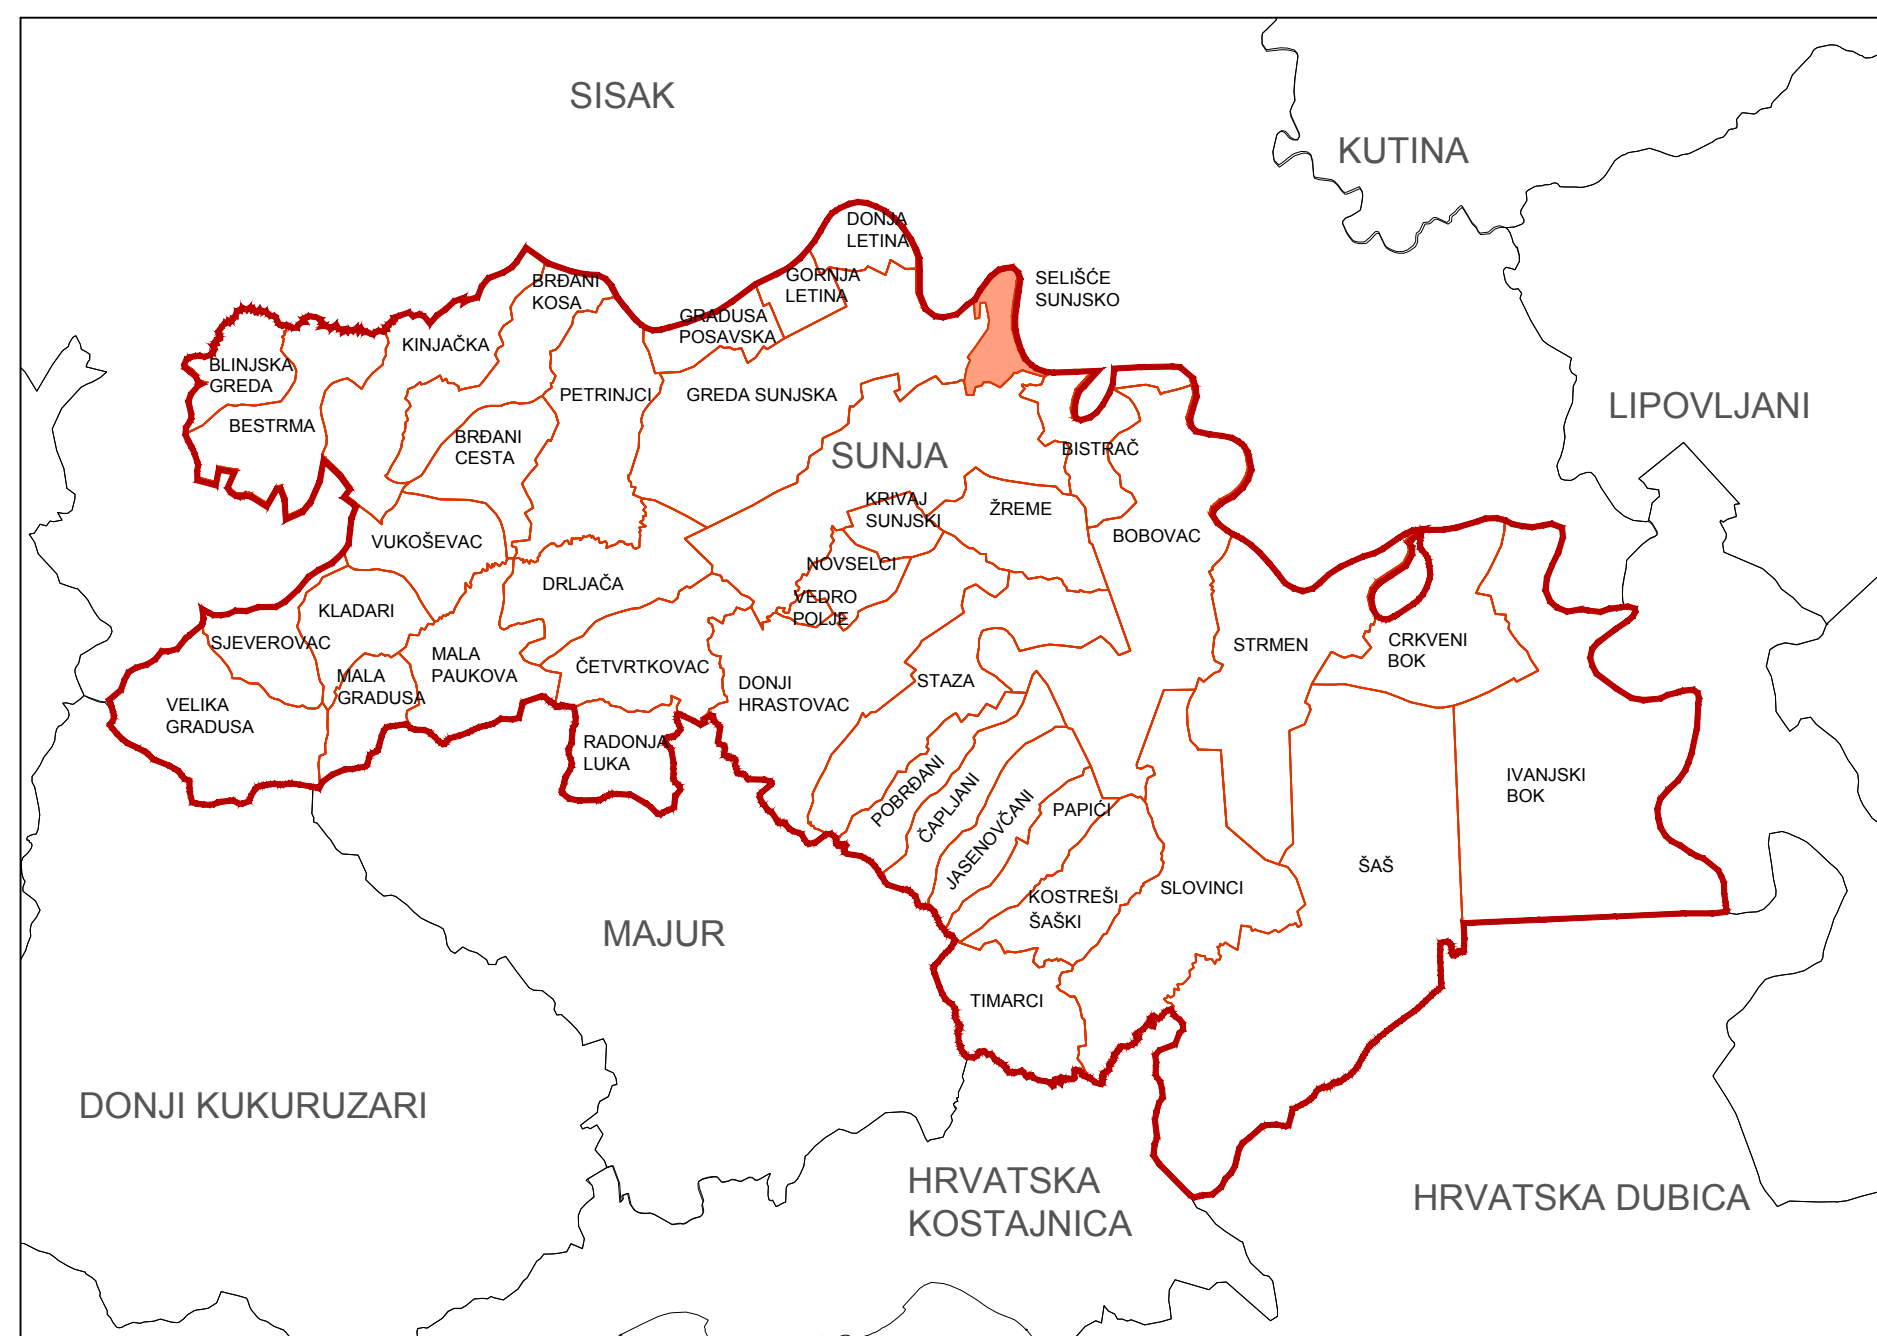 SISAK
KUTINA
DONJA
LETINA
SELIŠĆE
SUNJSKO
BRĐANI
KOSA
GORNJA
LETINA
GRADUSA
POSAVSKA
KINJAČKA
BLINJSKA
GREDA
PETRINJCI
GREDA SUNJSKA
LIPOVLJANI
BESTRMA
BRĐANI
CESTA
SUNJA
BISTRAČ
KRIVAJ
SUNJSKI
ŽREME
VUKOŠEVAC
BOBOVAC
NOVSELCI
DRLJAČA
VEDRO
POLJE
KLADARI
SJEVEROVAC
STRMEN
CRKVENI
BOK
MALA
PAUKOVA
ČETVRTKOVAC
MALA
GRADUSA
DONJI
HRASTOVAC
STAZA
VELIKA
GRADUSA
RADONJA
LUKA
POBRĐANI
ČAPLJANI
JASENOVČANI
PAPIĆI
IVANJSKI
BOK
ŠAŠ
SLOVINCI
KOSTREŠI
ŠAŠKI
MAJUR
TIMARCI
DONJI KUKURUZARI
HRVATSKA
KOSTAJNICA
HRVATSKA DUBICA